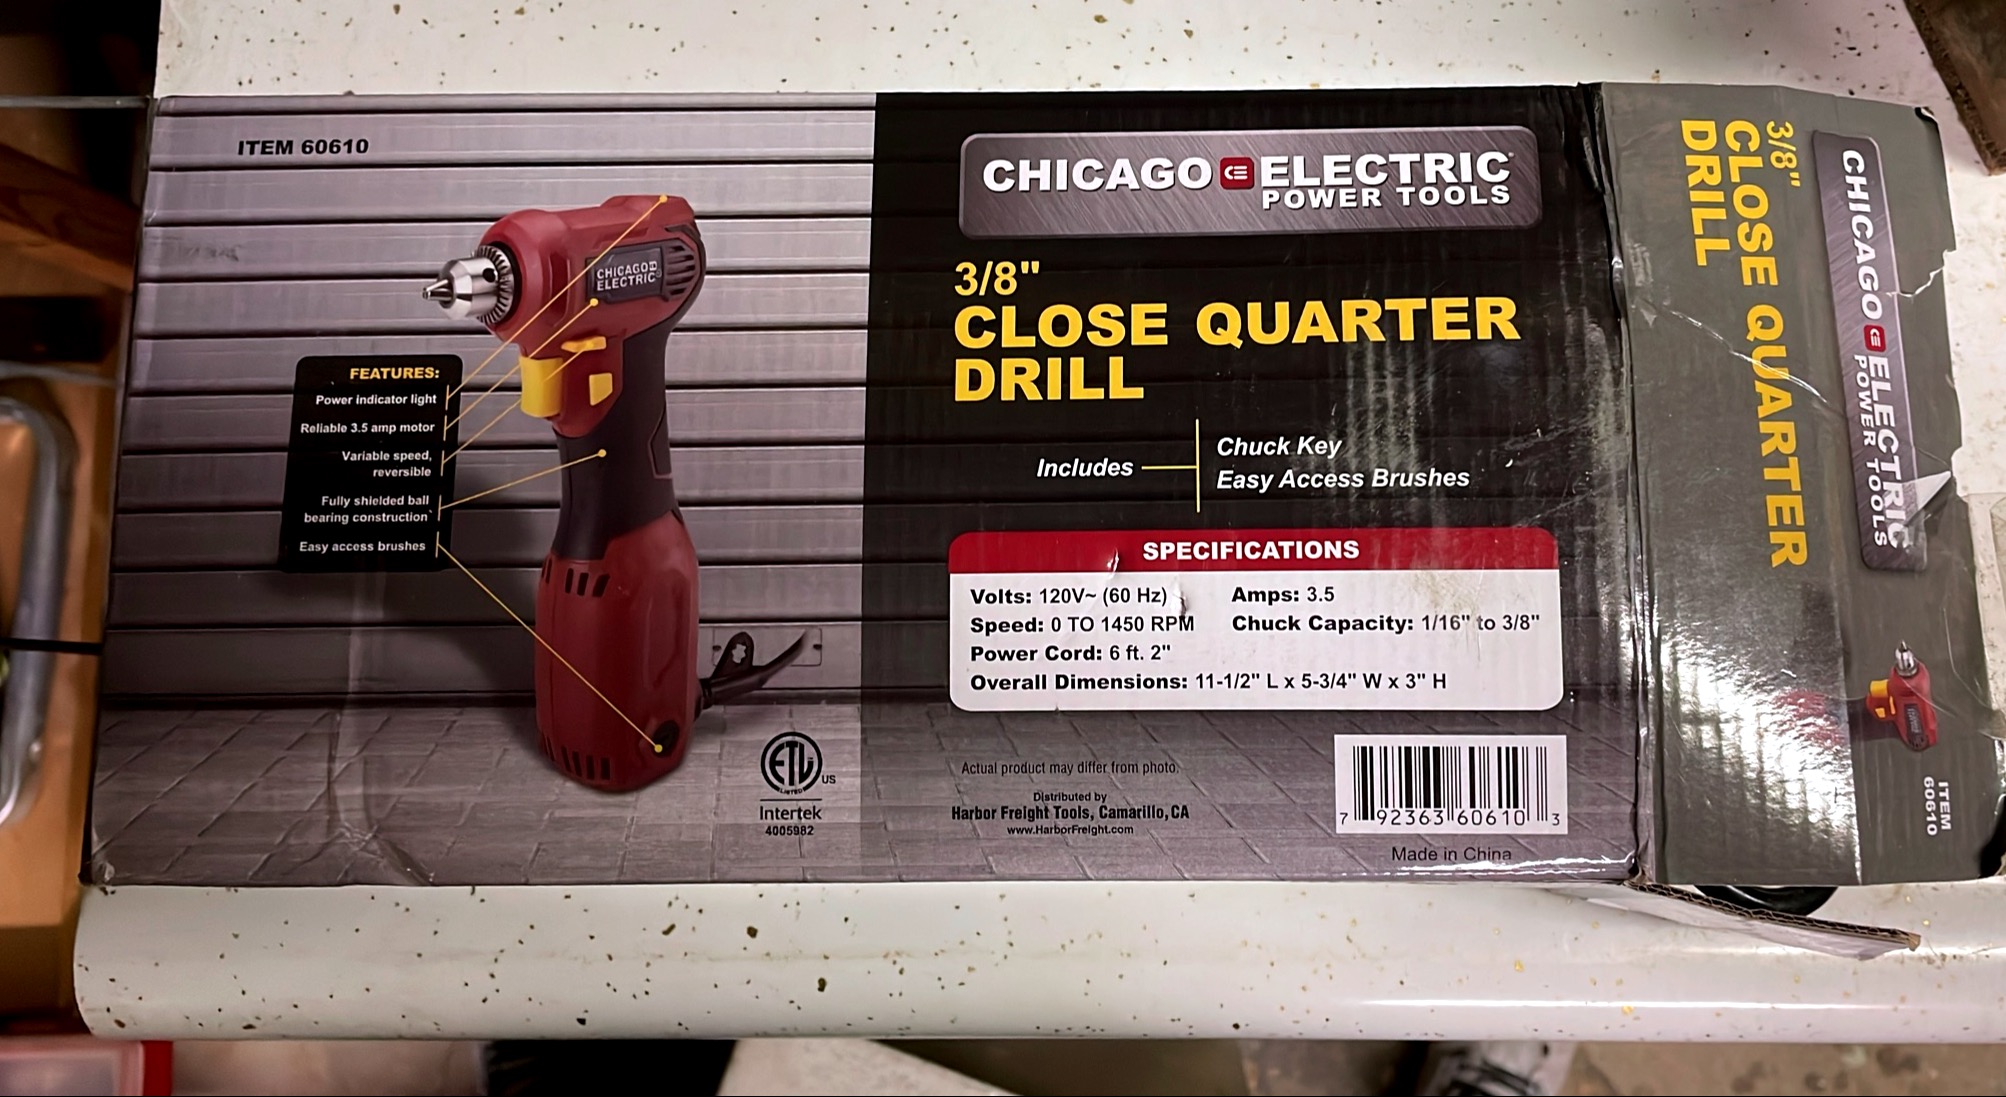 ITEM 60610
CHICAGO ELECTRIC
FEATURES:
Power indicator light
Reliable 3.5 amp motor
Variable speed,
reversible
Fully shielded ball
bearing construction
Easy access brushes
ETL
LISTED
US
Intertek
4005982
CHICAGO CE ELECTRIC
POWER TOOLS
3/8"
CLOSE QUARTER
DRILL
Includes
Chuck Key
Easy Access Brushes
SPECIFICATIONS
Volts: 120V~ (60 Hz) Amps: 3.5
Speed: 0 TO 1450 RPM Chuck Capacity: 1/16" to 3/8"
Power Cord: 6 ft. 2"
Overall Dimensions: 11-1/2" L x 5-3/4" W x 3" H
Actual product may differ from photo.
Distributed by
Harbor Freight Tools, Camarillo, CA
www.HarborFreight.com
7 92363 60610 3
Made in China
CHICAGO CE ELECTRIC
POWER TOOLS
3/8"
CLOSE QUARTER
DRILL
ITEM
60610